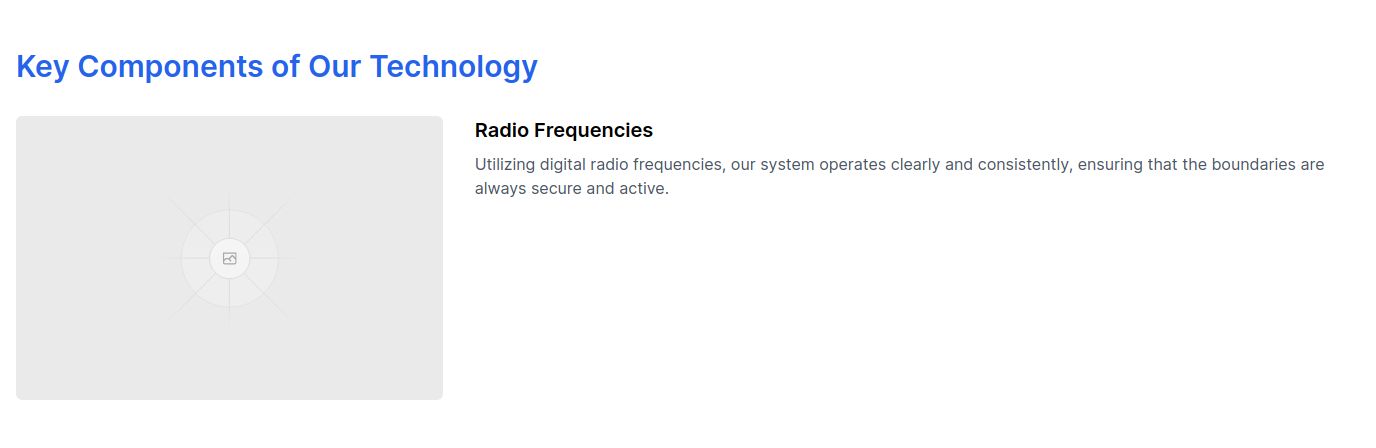 Key Components of Our Technology
Radio Frequencies
Utilizing digital radio frequencies, our system operates clearly and consistently, ensuring that the boundaries are
always secure and active.